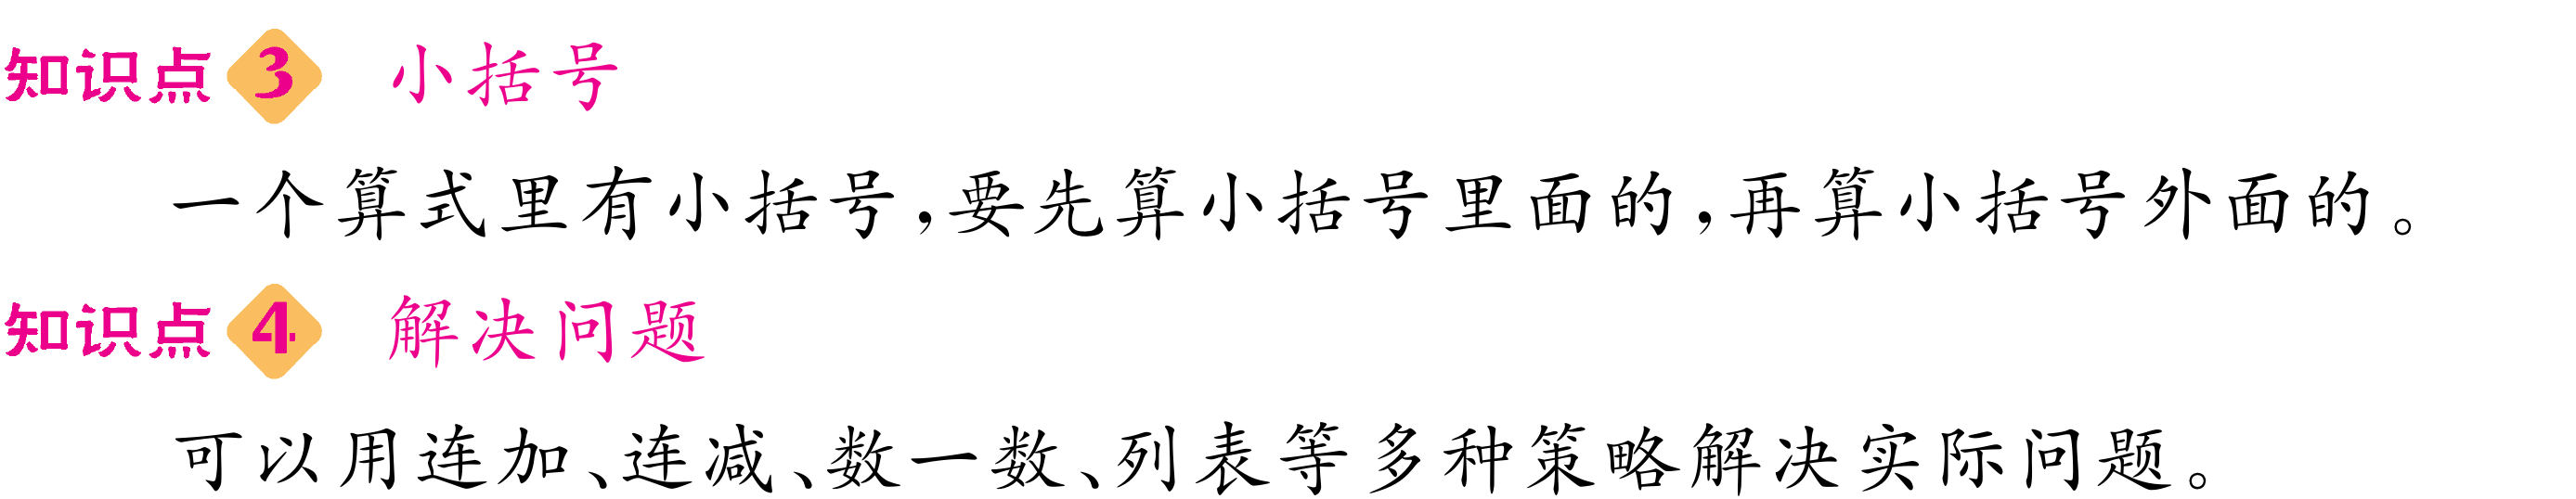 知识点3 小括号
一个算式里有小括号,要先算小括号里面的,再算小括号外面的。
知识点4 解决问题
可以用连加、连减、数一数、列表等多种策略解决实际问题。